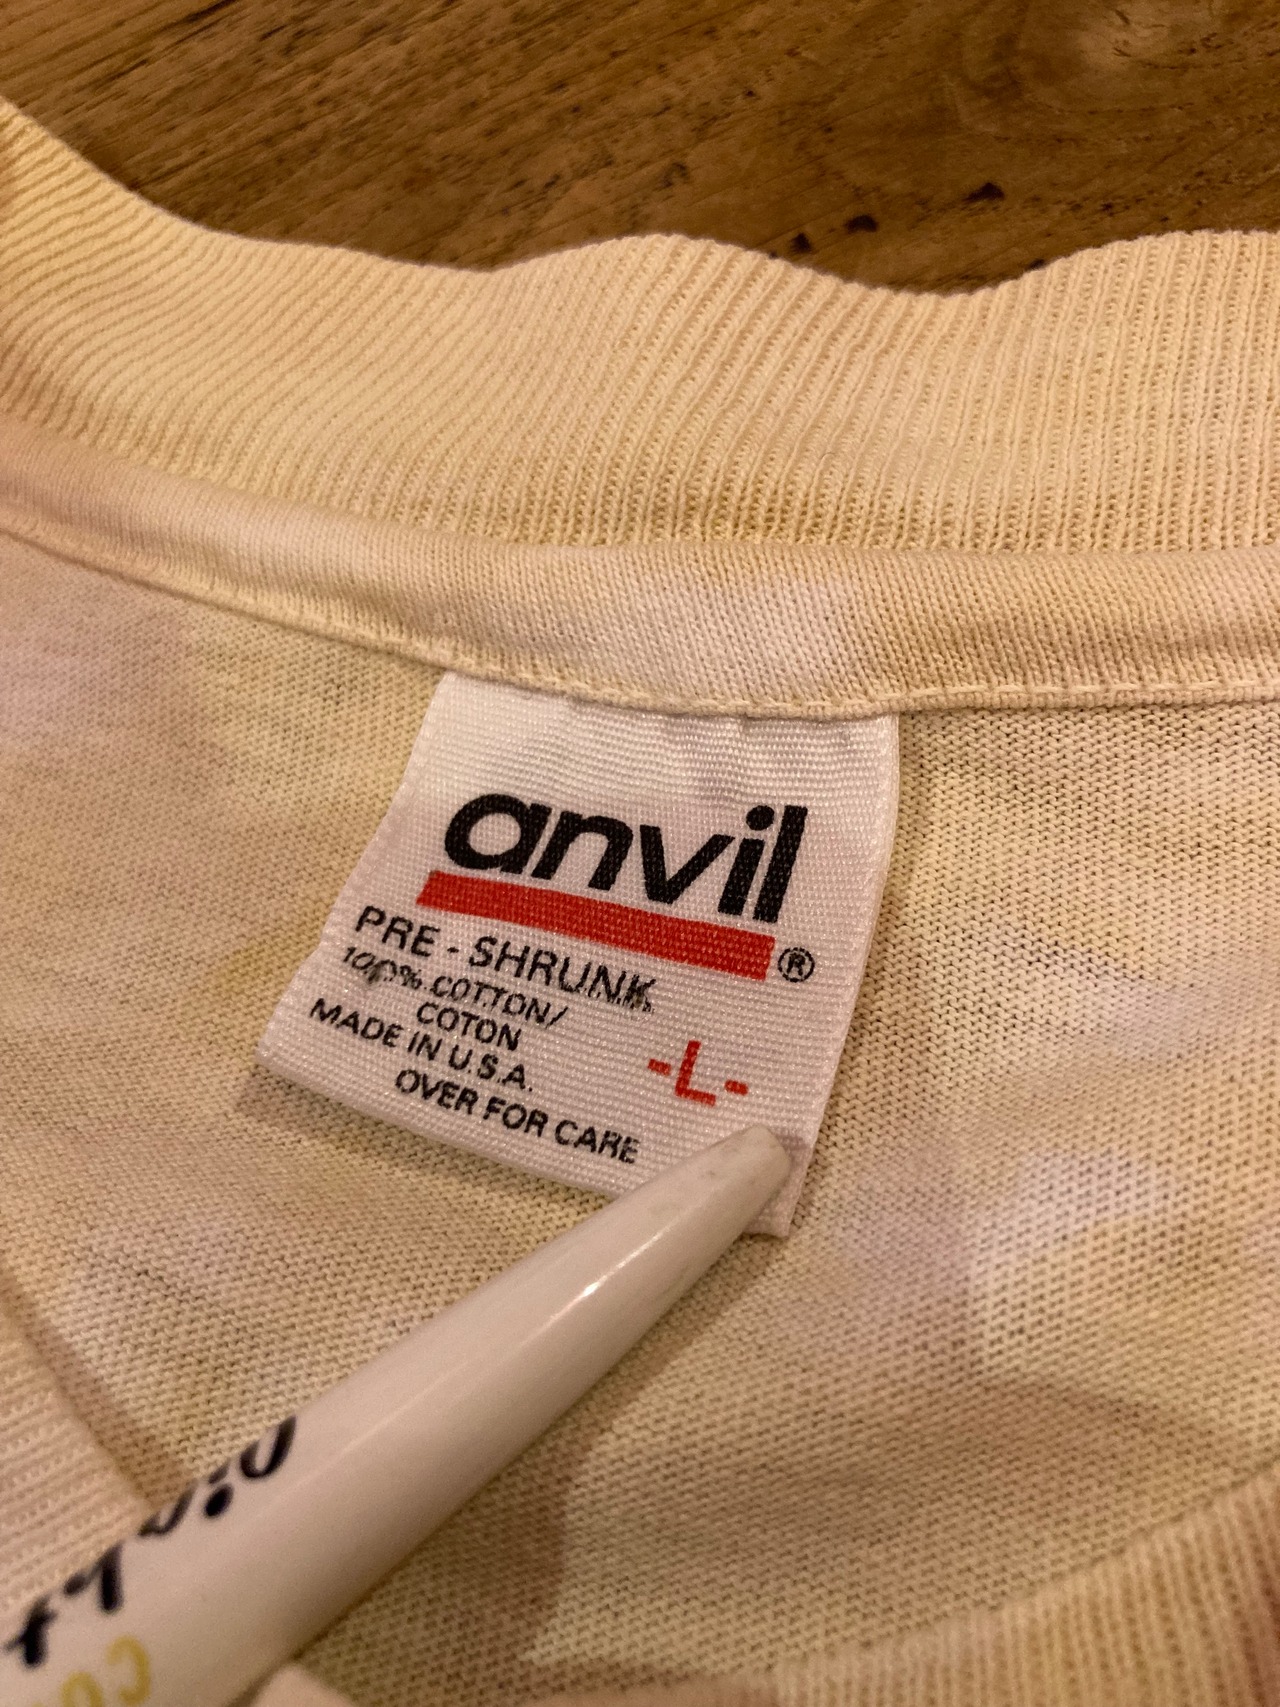 anvil
®
PRE-SHRUNK
100% COTTON/
COTON
MADE IN U.S.A.
-L-
OVER FOR CARE